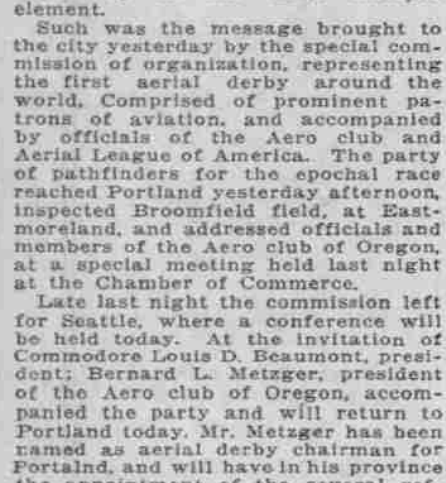 element.
Such was the message brought to
the city yesterday by the special com-
mission of organization, representing
the first aerial derby around the
world, Comprised of prominent pa-
trons of aviation, and accompanied
by officials of the Aero club and
Aerial League of America. The party
of pathfinders for the epochal race
reached Portland yesterday afternoon,
inspected Broomfield field, at East-
moreland, and addressed officials and
members of the Aero club of Oregon,
at a special meeting held last night
at the Chamber of Commerce.
Late last night the commission left
for Seattle, where a conference will
be held today. At the invitation of
Commodore Louis D. Beaumont, presi-
dent; Bernard L. Metzger, president
of the Aero club of Oregon, accom-
panied the party and will return to
Portland today. Mr. Metzger has been
named as aerial derby chairman for
Portalnd, and will have in his province
the appointment of the general ref-